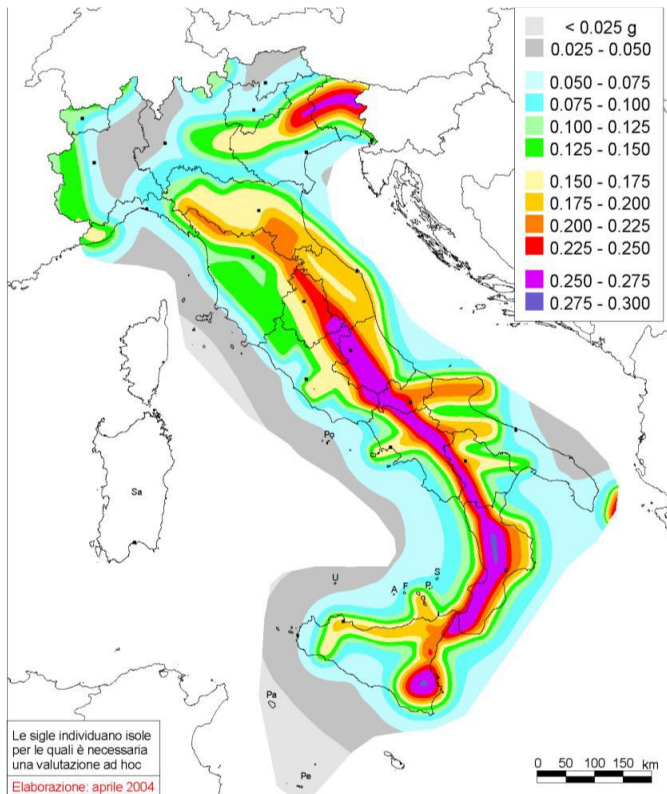 < 0.025 g
0.025 - 0.050
0.050 - 0.075
0.075 - 0.100
0.100 - 0.125
0.125 - 0.150
0.150 - 0.175
0.175 - 0.200
0.200 - 0.225
0.225 - 0.250
0.250 - 0.275
0.275 - 0.300
Po
Sa
U
A
F
P
S
Pa
Pe
Le sigle individuano isole
per le quali è necessaria
una valutazione ad hoc
Elaborazione: aprile 2004
0 50 100 150 km